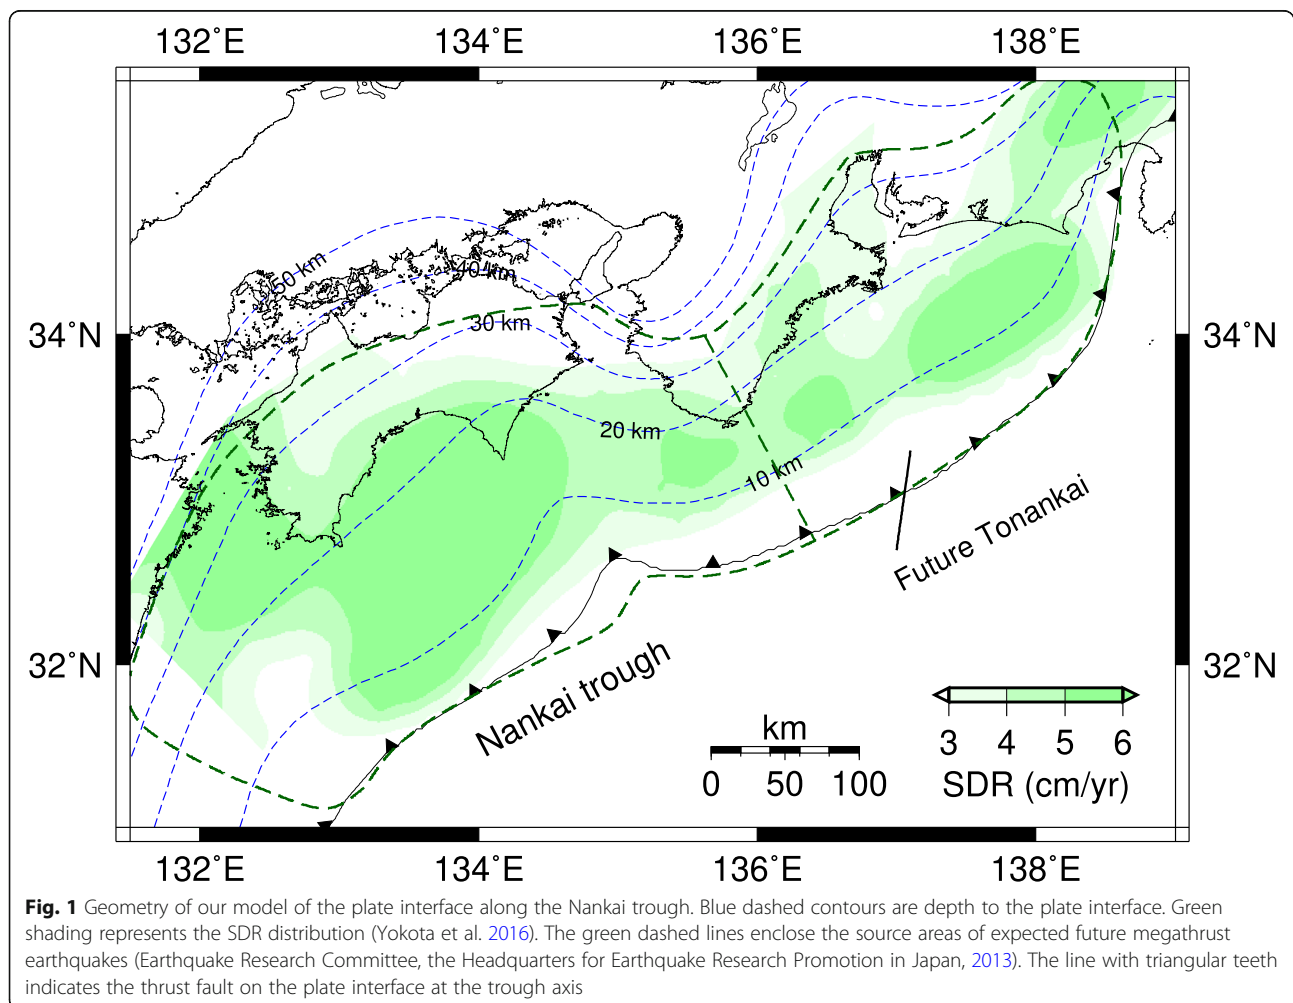 132˚E 134˚E 136˚E 138˚E
50 km
40 km
30 km
34˚N 34˚N
20 km
10 km
Future Tonankai
32˚N 32˚N
Nankai trough
km
0 50 100
3 4 5 6
SDR (cm/yr)
132˚E 134˚E 136˚E 138˚E
Fig. 1 Geometry of our model of the plate interface along the Nankai trough. Blue dashed contours are depth to the plate interface. Green
shading represents the SDR distribution (Yokota et al. 2016). The green dashed lines enclose the source areas of expected future megathrust
earthquakes (Earthquake Research Committee, the Headquarters for Earthquake Research Promotion in Japan, 2013). The line with triangular teeth
indicates the thrust fault on the plate interface at the trough axis